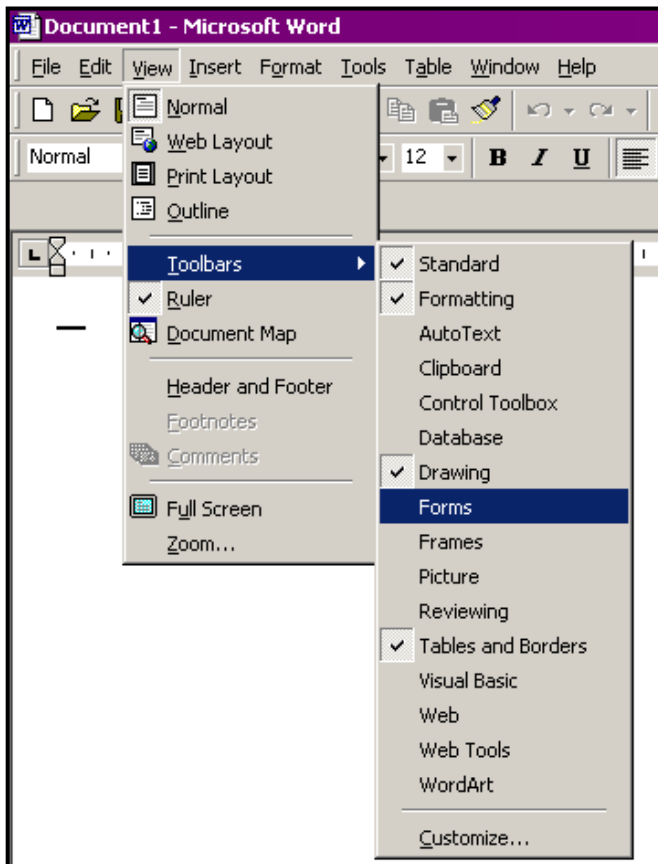 Document1 - Microsoft Word
File Edit View Insert Format Tools Table Window Help
Normal 12 B I U
Normal
Web Layout
Print Layout
Outline
Toolbars
Ruler
Document Map
Header and Footer
Footnotes
Comments
Full Screen
Zoom...
Standard
Formatting
AutoText
Clipboard
Control Toolbox
Database
Drawing
Forms
Frames
Picture
Reviewing
Tables and Borders
Visual Basic
Web
Web Tools
WordArt
Customize...